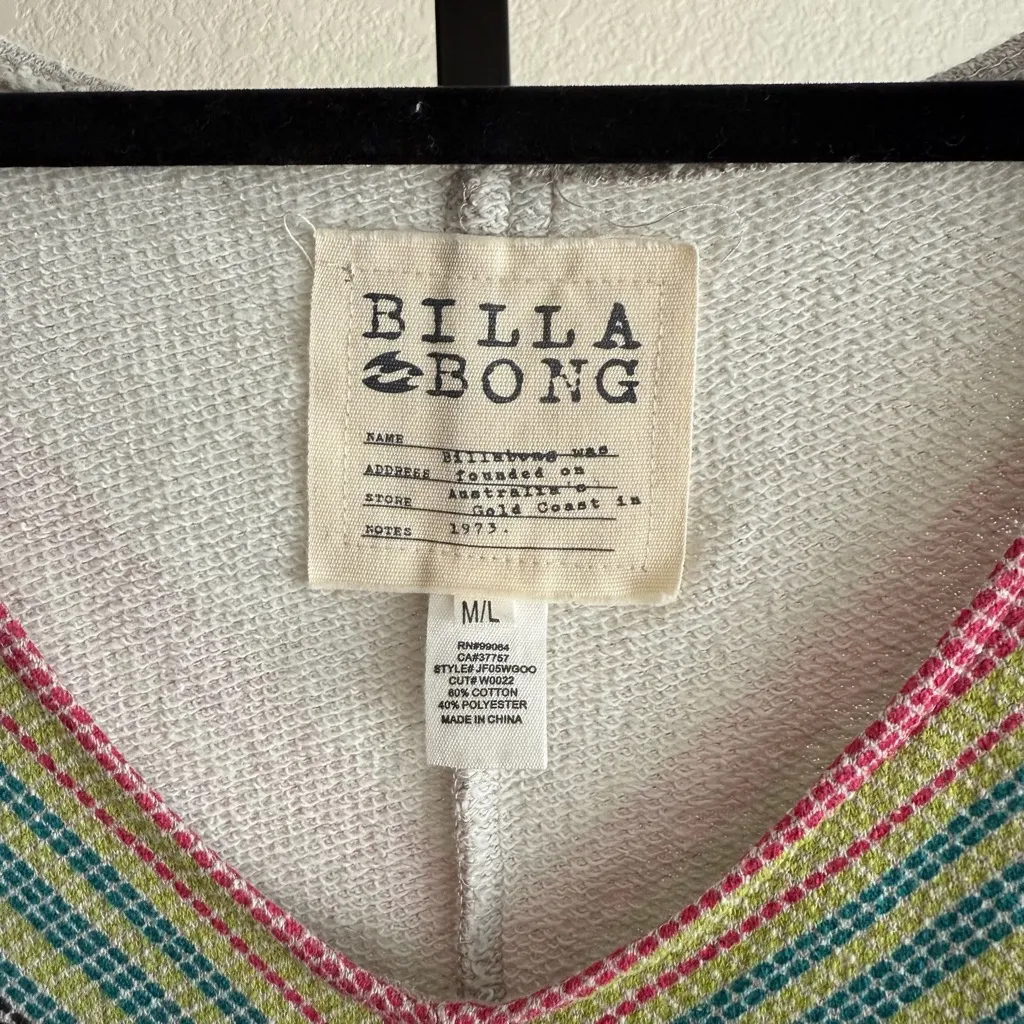 BILLA
BONG
NAME Billabong was
ADDRESS founded on
STORE Australia's
Gold Coast in
NOTES 1973.
M/L
RN#99064
CA#37757
STYLE# JF05WGOO
CUT# W0022
60% COTTON
40% POLYESTER
MADE IN CHINA